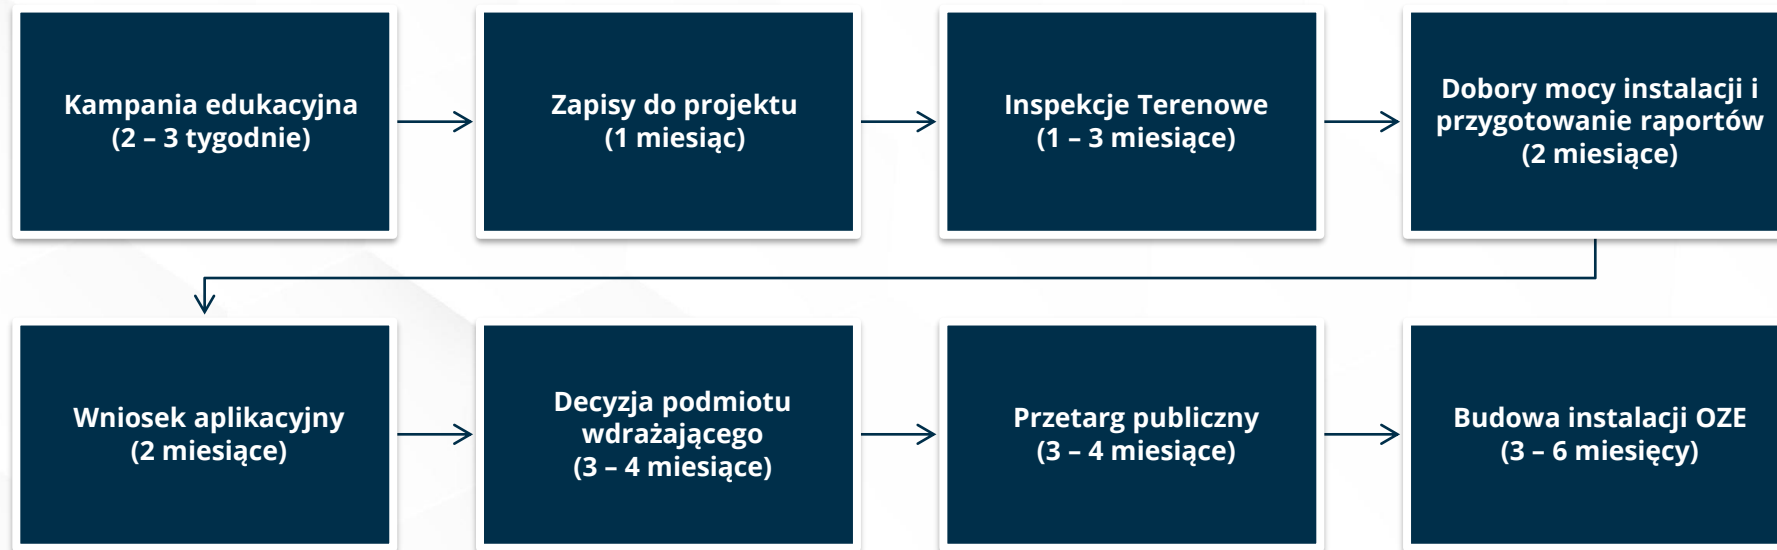 Kampania edukacyjna
(2 – 3 tygodnie)
Zapisy do projektu
(1 miesiąc)
Inspekcje Terenowe
(1 – 3 miesiące)
Dobory mocy instalacji i
przygotowanie raportów
(2 miesiące)
Wniosek aplikacyjny
(2 miesiące)
Decyzja podmiotu
wdrażającego
(3 – 4 miesiące)
Przetarg publiczny
(3 – 4 miesiące)
Budowa instalacji OZE
(3 – 6 miesięcy)